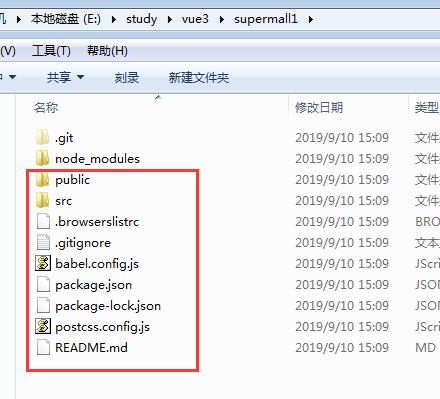 机 ▸ 本地磁盘 (E:) ▸ study ▸ vue3 ▸ supermall1 ▸
(V) 工具(T) 帮助(H)
中 ▼ 共享 ▼ 刻录 新建文件夹
名称 修改日期 类型
.git 2019/9/10 15:09 文件
node_modules 2019/9/10 15:09 文件
public 2019/9/10 15:09 文件
src 2019/9/10 15:09 文件
.browserslistrc 2019/9/10 15:09 BRO
.gitignore 2019/9/10 15:09 文本
babel.config.js 2019/9/10 15:09 JScri
package.json 2019/9/10 15:09 JSON
package-lock.json 2019/9/10 15:09 JSON
postcss.config.js 2019/9/10 15:09 JScri
README.md 2019/9/10 15:09 MD